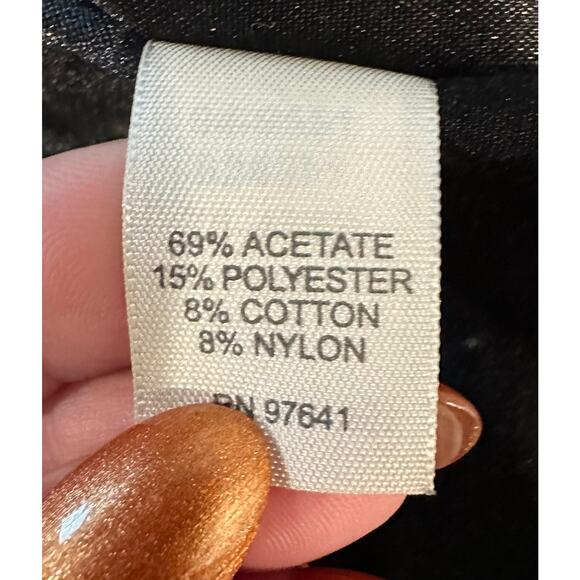 69% ACETATE
15% POLYESTER
8% COTTON
8% NYLON
RN 97641